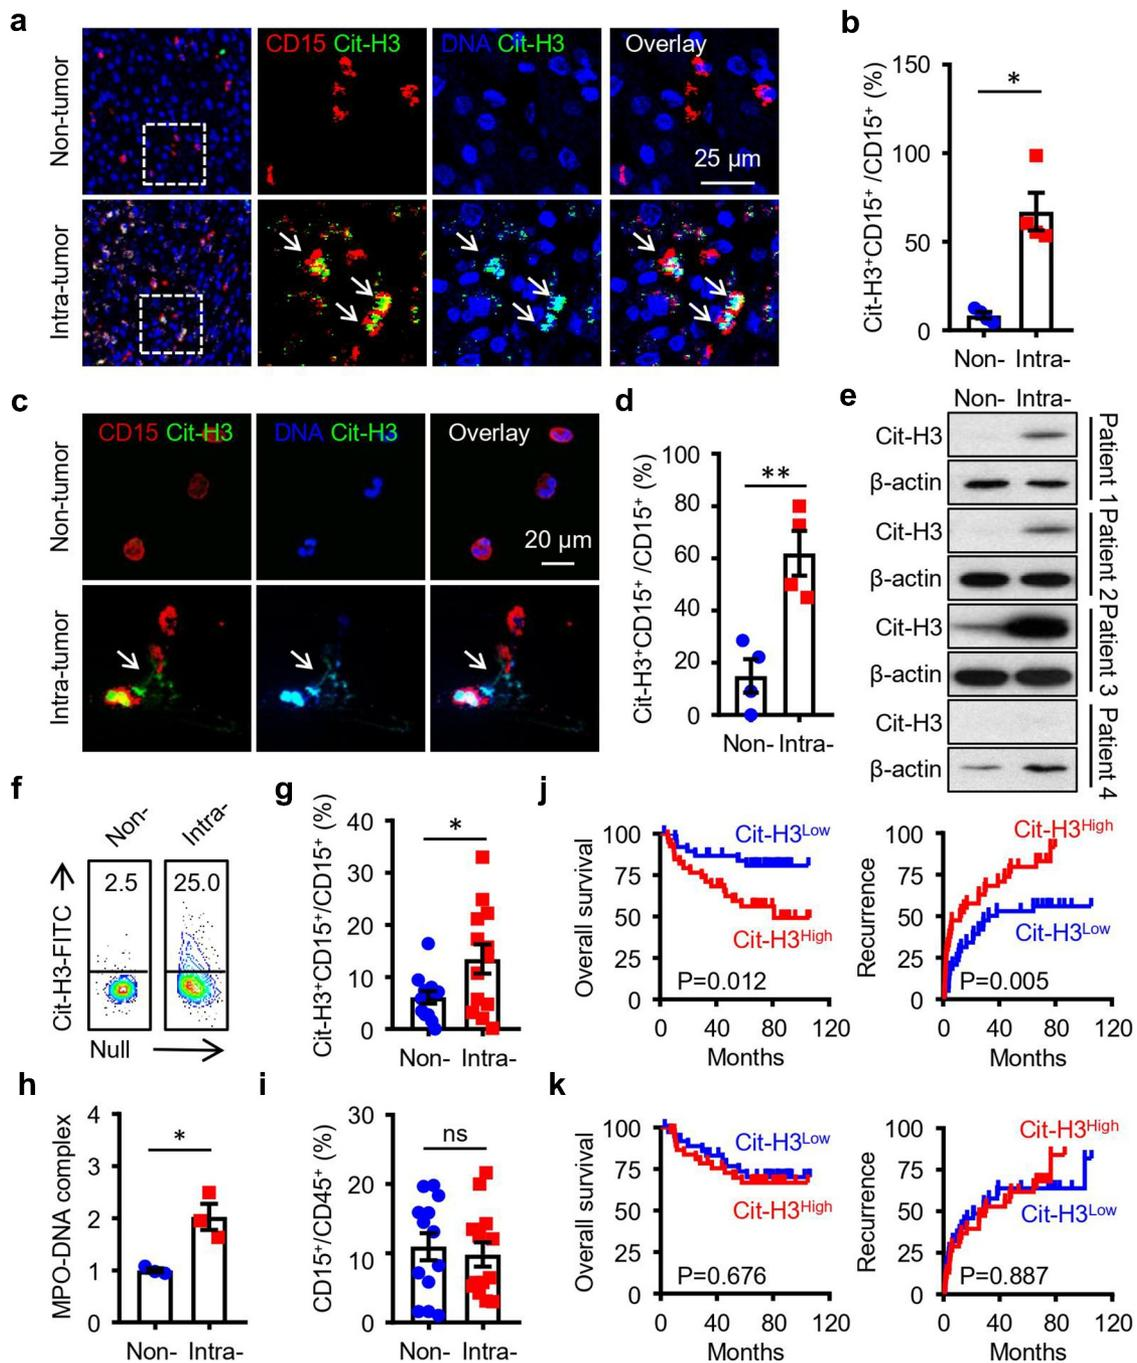 a
Non-tumor
CD15 Cit-H3
DNA Cit-H3
Overlay
25 µm
Intra-tumor
b
Cit-H3⁺CD15⁺ /CD15⁺ (%)
150
100
50
0
*
Non- Intra-
c
Non-tumor
CD15 Cit-H3
DNA Cit-H3
Overlay
20 µm
Intra-tumor
d
Cit-H3⁺CD15⁺ /CD15⁺ (%)
100
80
60
40
20
0
**
Non- Intra-
e
Non- Intra-
Cit-H3
β-actin
Patient 1
Cit-H3
β-actin
Patient 2
Cit-H3
β-actin
Patient 3
Cit-H3
β-actin
Patient 4
f
Non- Intra-
2.5 25.0
Cit-H3-FITC
Null
g
Cit-H3⁺CD15⁺/CD15⁺ (%)
40
30
20
10
0
*
Non- Intra-
h
MPO-DNA complex
4
3
2
1
0
*
Non- Intra-
i
CD15⁺/CD45⁺ (%)
30
20
10
0
ns
Non- Intra-
j
Overall survival
100
75
50
25
0
Cit-H3Low
Cit-H3High
P=0.012
0 40 80 120
Months
Recurrence
100
75
50
25
0
Cit-H3High
Cit-H3Low
P=0.005
0 40 80 120
Months
k
Overall survival
100
75
50
25
0
Cit-H3Low
Cit-H3High
P=0.676
0 40 80 120
Months
Recurrence
100
75
50
25
0
Cit-H3High
Cit-H3Low
P=0.887
0 40 80 120
Months